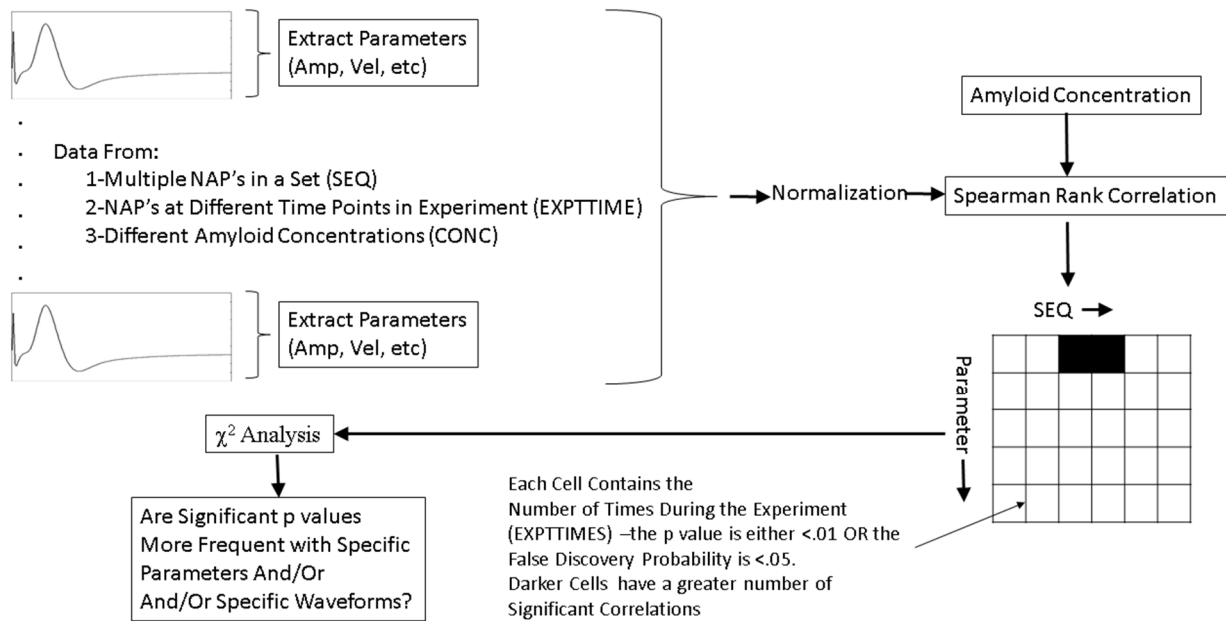 Extract Parameters
(Amp, Vel, etc)
Data From:
1-Multiple NAP's in a Set (SEQ)
2-NAP's at Different Time Points in Experiment (EXPTTIME)
3-Different Amyloid Concentrations (CONC)
Extract Parameters
(Amp, Vel, etc)
Normalization
Amyloid Concentration
Spearman Rank Correlation
SEQ
Parameter
Each Cell Contains the
Number of Times During the Experiment
(EXPTTIMES) –the p value is either <.01 OR the
False Discovery Probability is <.05.
Darker Cells have a greater number of
Significant Correlations
χ² Analysis
Are Significant p values
More Frequent with Specific
Parameters And/Or
And/Or Specific Waveforms?